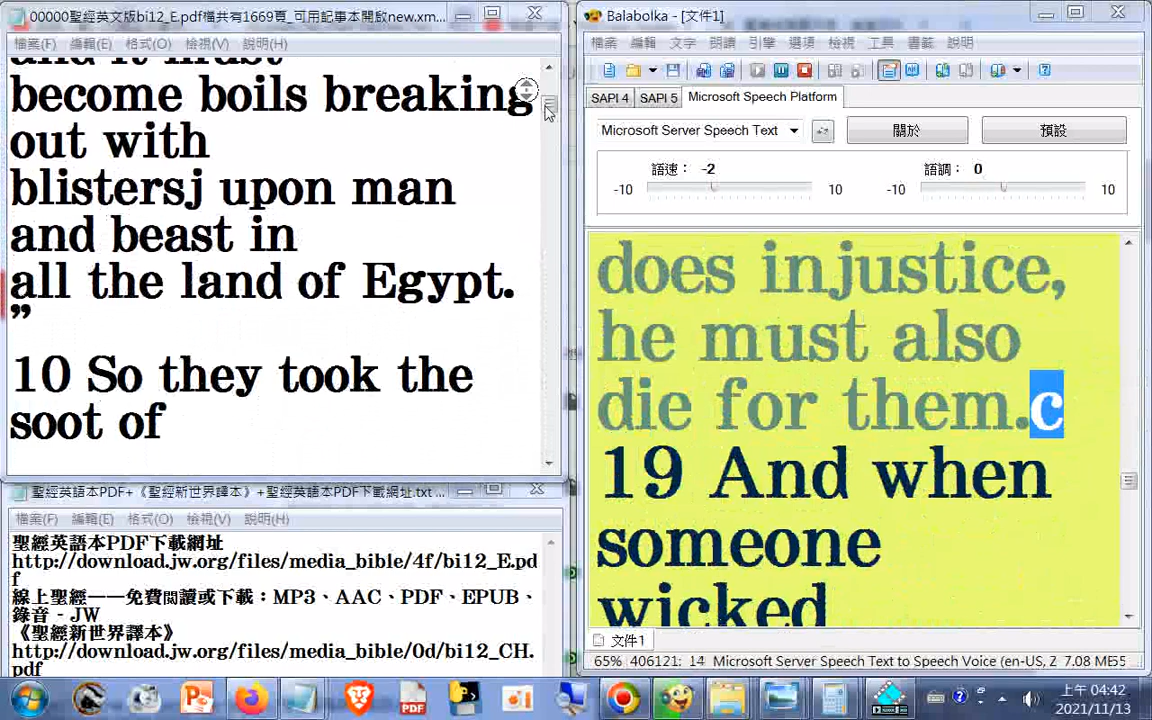 00000聖經英文版bi12_E.pdf檔共有1669頁_可用記事本開啟new.xm...
檔案(F) 編輯(E) 格式(O) 檢視(V) 說明(H)
and it must
become boils breaking
out with
blistersj upon man
and beast in
all the land of Egypt.
”
10 So they took the
soot of
聖經英語本PDF+《聖經新世界譯本》+聖經英語本PDF下載網址.txt ...
檔案(F) 編輯(E) 格式(O) 檢視(V) 說明(H)
聖經英語本PDF下載網址
http://download.jw.org/files/media_bible/4f/bi12_E.pd
f
線上聖經——免費閱讀或下載：MP3、AAC、PDF、EPUB、
錄音 - JW
《聖經新世界譯本》
http://download.jw.org/files/media_bible/0d/bi12_CH.
pdf
Balabolka - [文件1]
檔案 編輯 文字 朗讀 引擎 選項 檢視 工具 書籤 說明
SAPI 4 SAPI 5 Microsoft Speech Platform
Microsoft Server Speech Text 關於 預設
語速： -2 語調： 0
-10 10 -10 10
does injustice,
he must also
die for them.c
19 And when
someone
wicked
文件1
65% 406121: 14 Microsoft Server Speech Text to Speech Voice (en-US, Z 7.08 MB
上午 04:42
2021/11/13